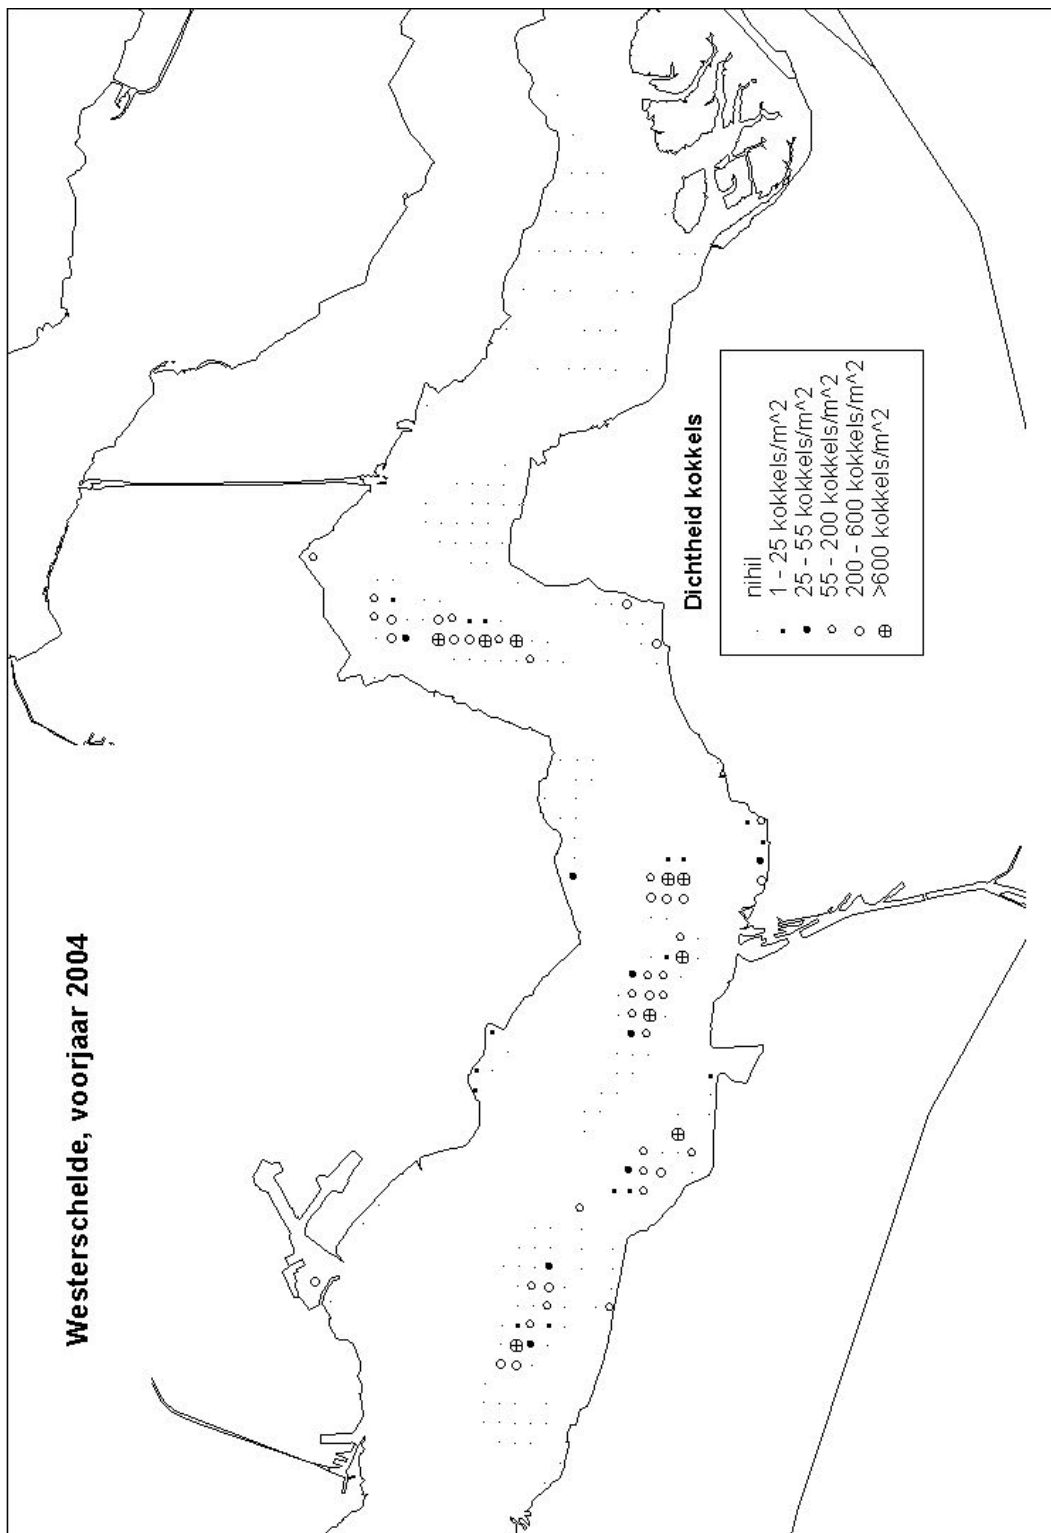 Westerschelde, voorjaar 2004
Dichtheid kokkels
nihil
1 - 25 kokkels/m^2
25 - 55 kokkels/m^2
55 - 200 kokkels/m^2
200 - 600 kokkels/m^2
>600 kokkels/m^2